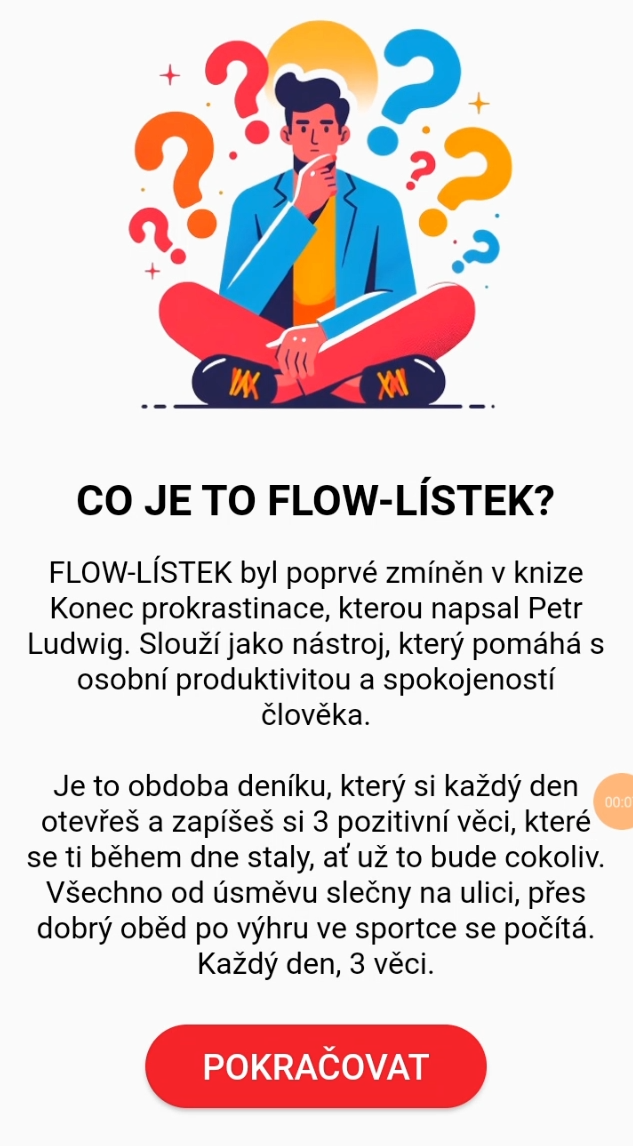 CO JE TO FLOW-LÍSTEK?
FLOW-LÍSTEK byl poprvé zmíněn v knize
Konec prokrastinace, kterou napsal Petr
Ludwig. Slouží jako nástroj, který pomáhá s
osobní produktivitou a spokojeností
člověka.
Je to obdoba deníku, který si každý den
otevřeš a zapíšeš si 3 pozitivní věci, které
se ti během dne staly, ať už to bude cokoliv.
Všechno od úsměvu slečny na ulici, přes
dobrý oběd po výhru ve sportce se počítá.
Každý den, 3 věci.
POKRAČOVAT